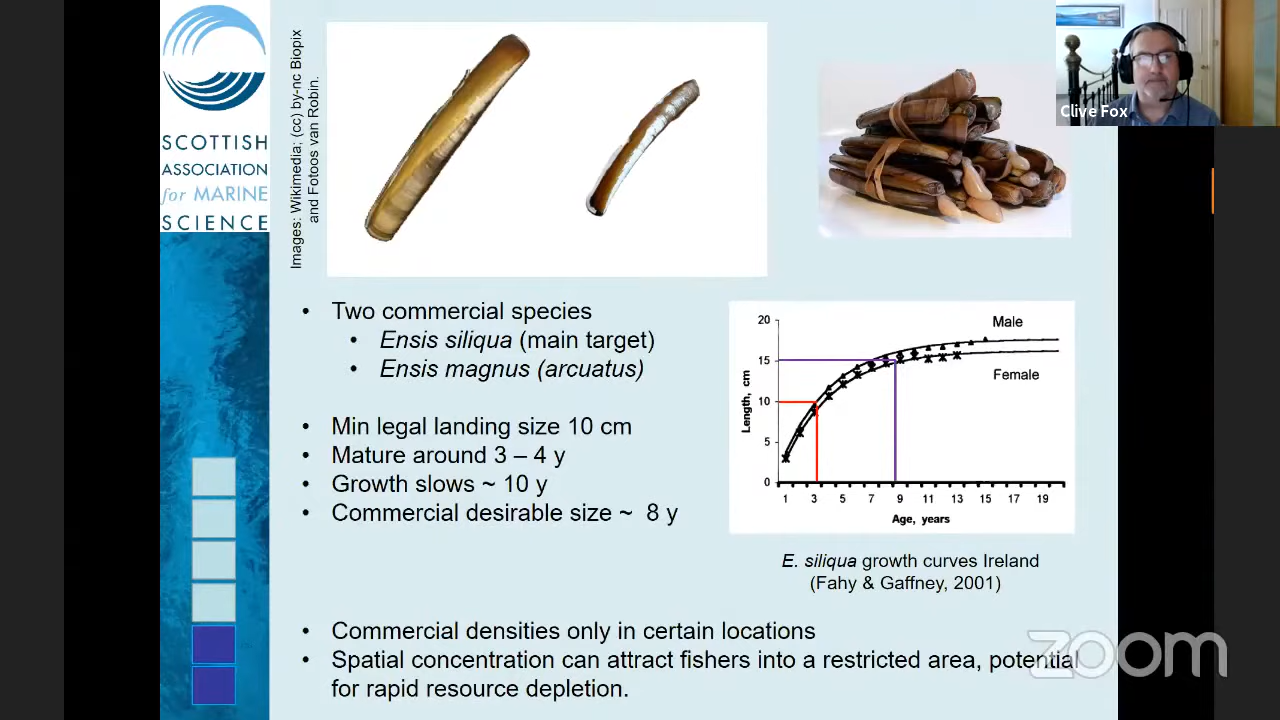 SCOTTISH
ASSOCIATION
for MARINE
SCIENCE
Images: Wikimedia; (cc) by-nc Biopix
and Fotoos van Robin.
Clive Fox
• Two commercial species
• Ensis siliqua (main target)
• Ensis magnus (arcuatus)
• Min legal landing size 10 cm
• Mature around 3 – 4 y
• Growth slows ~ 10 y
• Commercial desirable size ~ 8 y
Length, cm
20
15
10
5
0
Male
Female
1 3 5 7 9 11 13 15 17 19
Age, years
E. siliqua growth curves Ireland
(Fahy & Gaffney, 2001)
• Commercial densities only in certain locations
• Spatial concentration can attract fishers into a restricted area, potential
for rapid resource depletion.
zoom